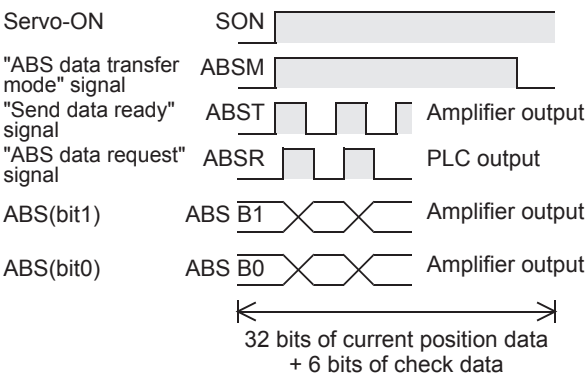 Servo-ON SON
"ABS data transfer
mode" signal ABSM
"Send data ready"
signal ABST Amplifier output
"ABS data request"
signal ABSR PLC output
ABS(bit1) ABS B1 Amplifier output
ABS(bit0) ABS B0 Amplifier output
32 bits of current position data
+ 6 bits of check data